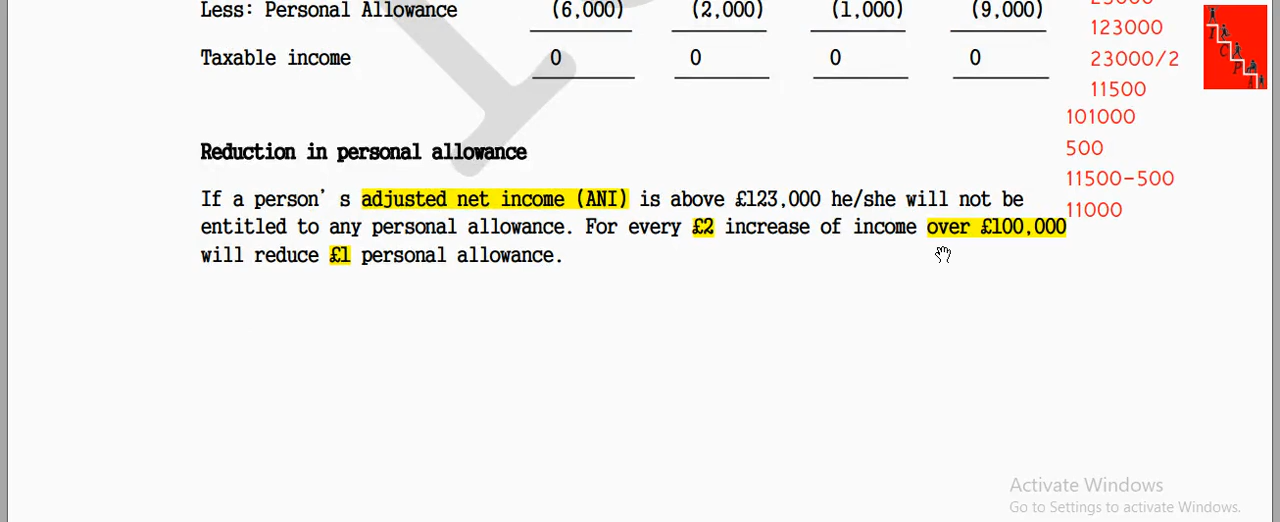 Less: Personal Allowance (6,000) (2,000) (1,000) (9,000)
123000
Taxable income 0 0 0 0
23000/2
11500
101000
Reduction in personal allowance
500
11500-500
If a person's adjusted net income (ANI) is above £123,000 he/she will not be
11000
entitled to any personal allowance. For every £2 increase of income over £100,000
will reduce £1 personal allowance.
Activate Windows
Go to Settings to activate Windows.